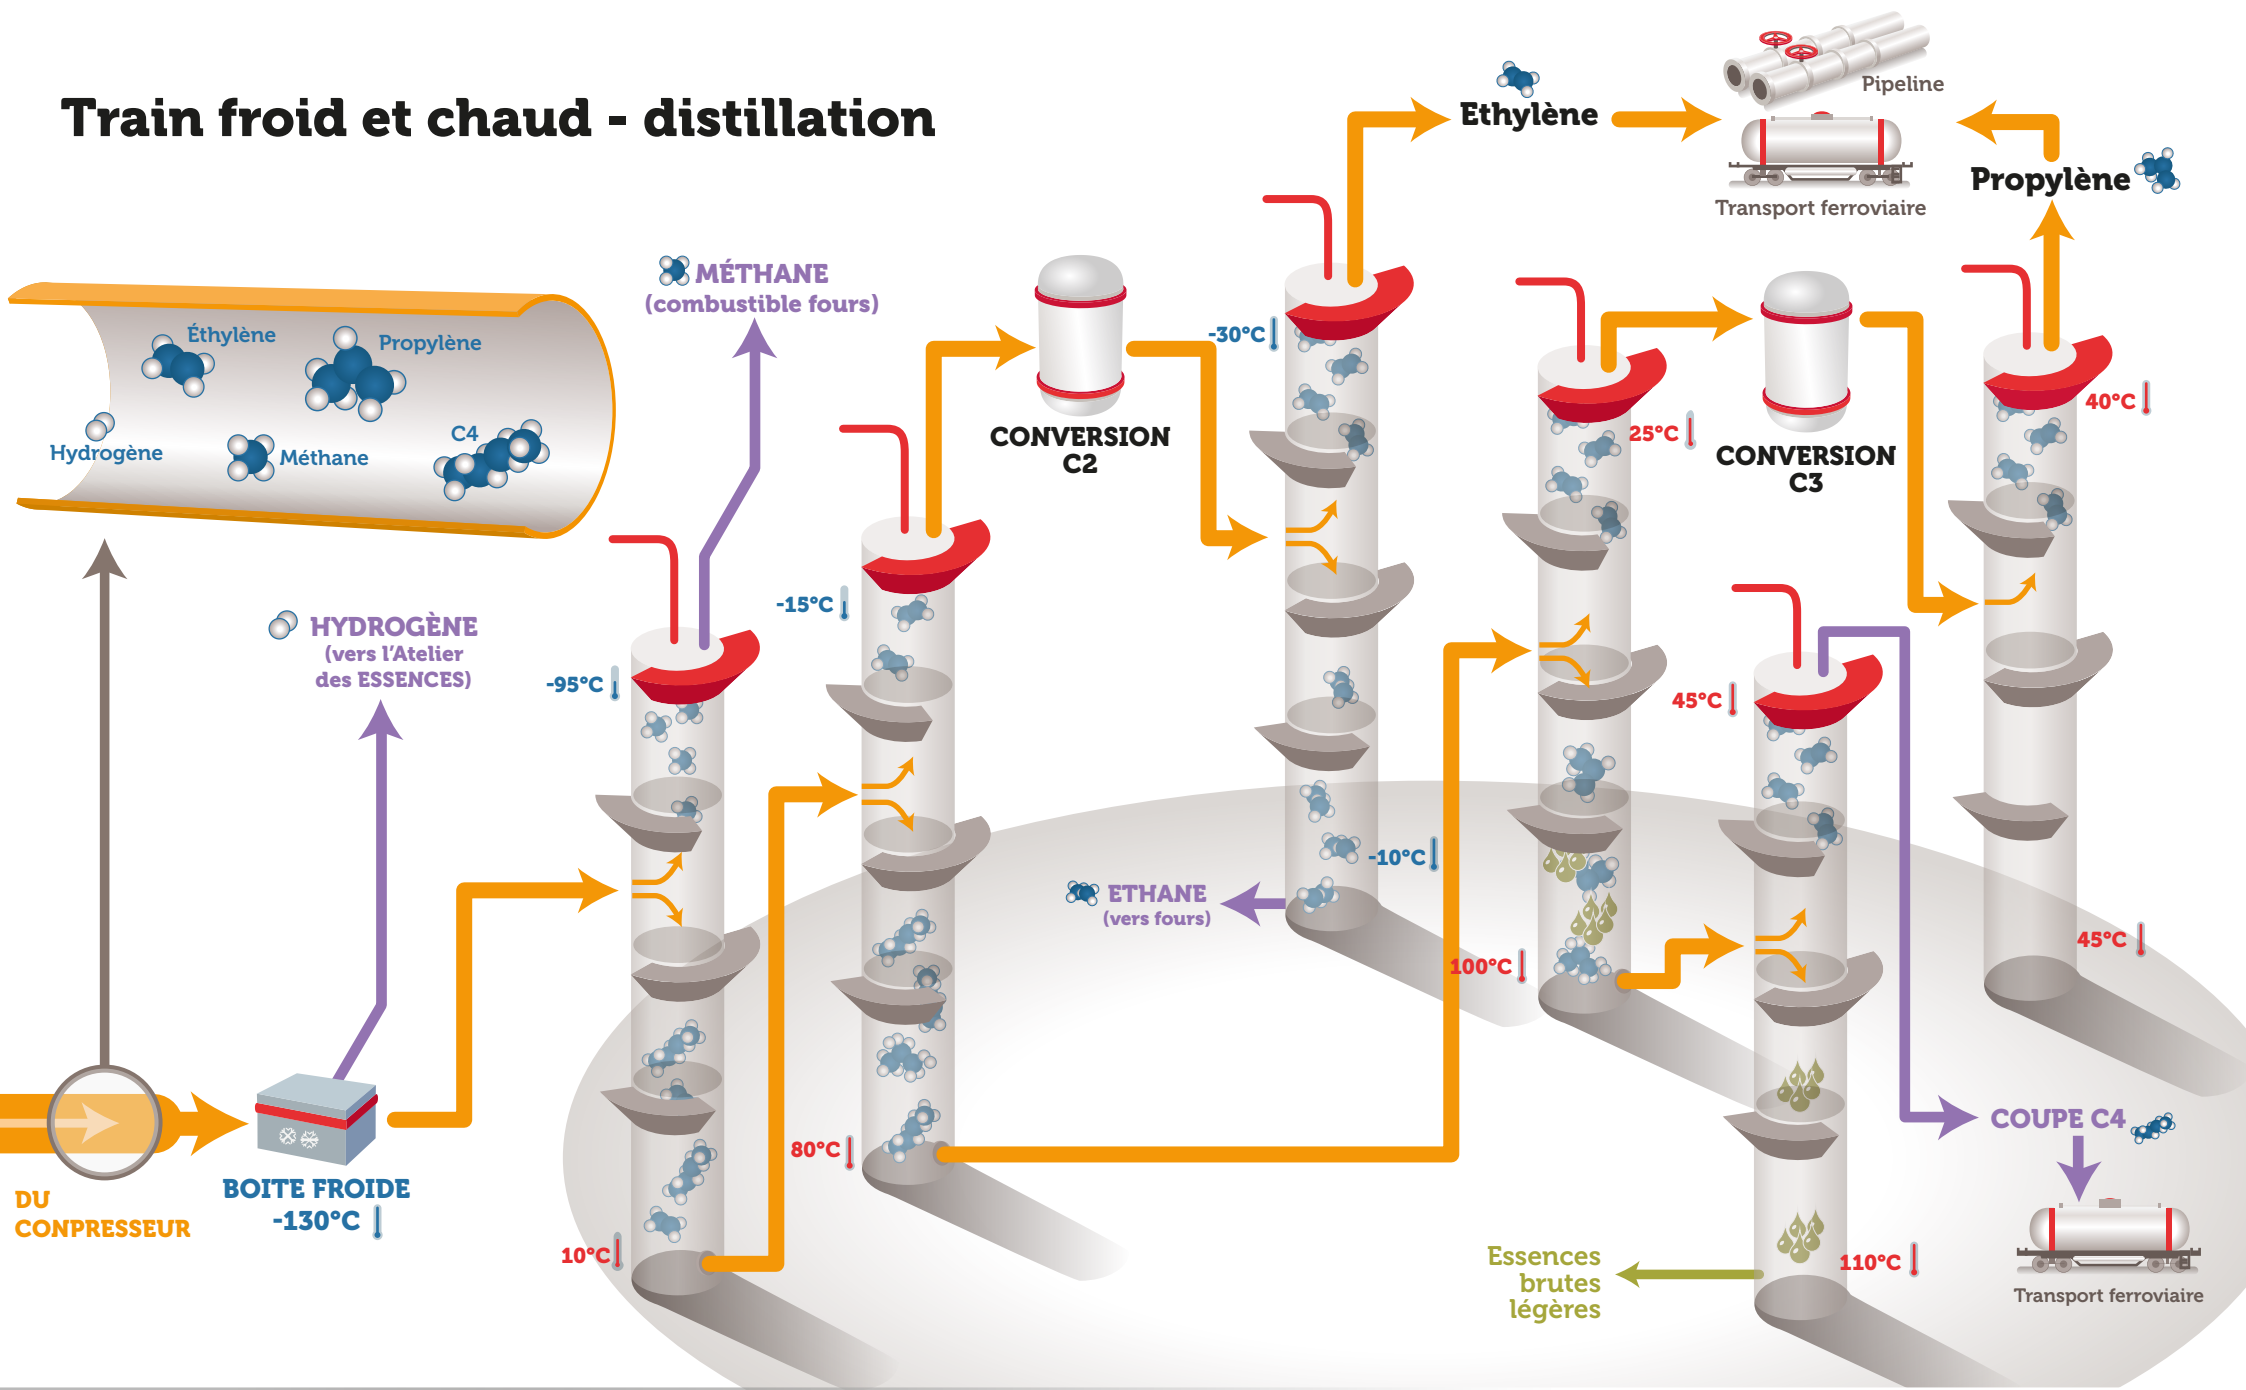 Train froid et chaud - distillation
Ethylène
Pipeline
Transport ferroviaire
Propylène
MÉTHANE
(combustible fours)
Éthylène
Propylène
Hydrogène
Méthane
C4
CONVERSION
C2
-30°C
25°C
CONVERSION
C3
40°C
HYDROGÈNE
(vers l'Atelier
des ESSENCES)
-95°C
-15°C
45°C
-10°C
ETHANE
(vers fours)
100°C
45°C
DU
CONPRESSEUR
BOITE FROIDE
-130°C
10°C
80°C
COUPE C4
Essences
brutes
légères
110°C
Transport ferroviaire